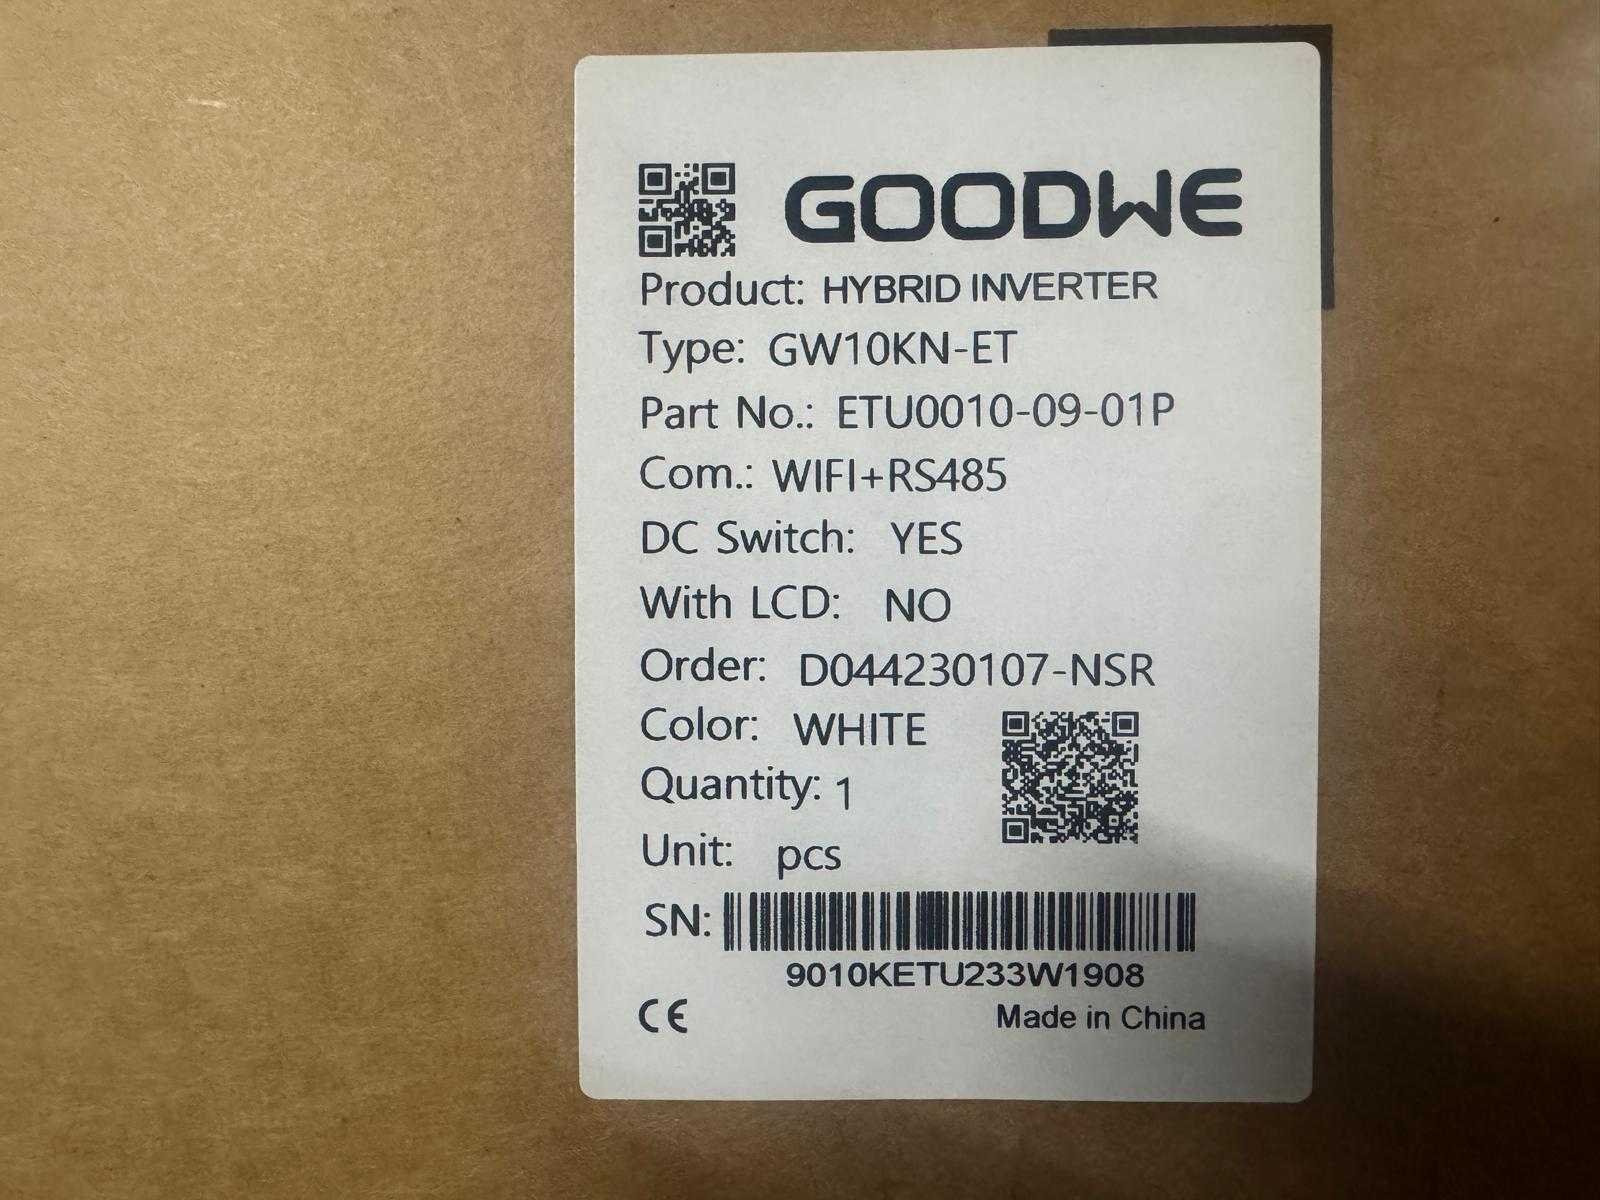 GOODWE
Product: HYBRID INVERTER
Type: GW10KN-ET
Part No.: ETU0010-09-01P
Com.: WIFI+RS485
DC Switch: YES
With LCD: NO
Order: D044230107-NSR
Color: WHITE
Quantity: 1
Unit: pcs
SN:
9010KETU233W1908
CE
Made in China